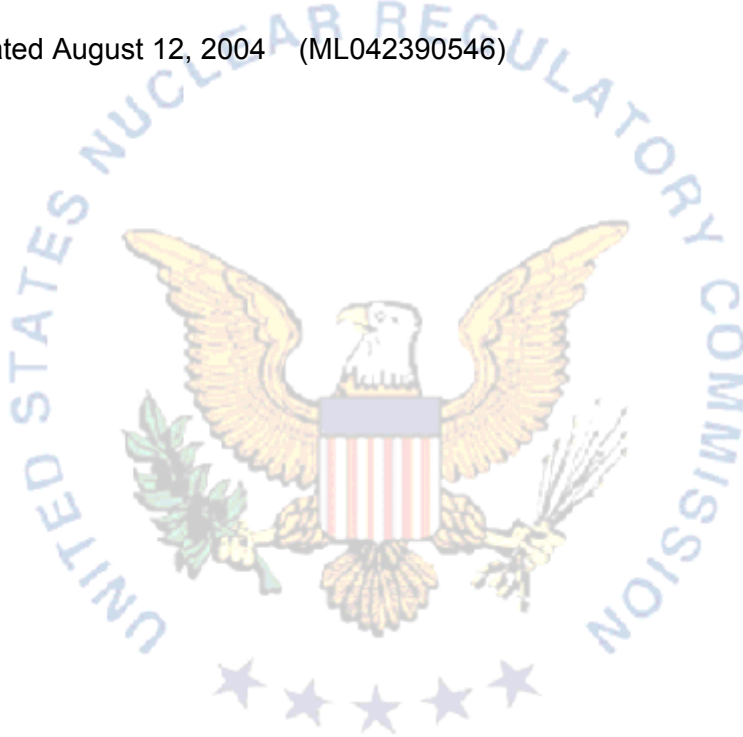 ated August 12, 2004 (ML042390546)
UNITED STATES NUCLEAR REGULATORY COMMISSION